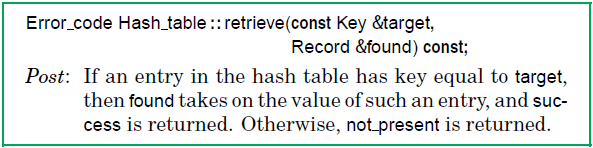 Error_code Hash_table :: retrieve(const Key &target,
Record &found) const;
Post: If an entry in the hash table has key equal to target,
then found takes on the value of such an entry, and suc-
cess is returned. Otherwise, not_present is returned.